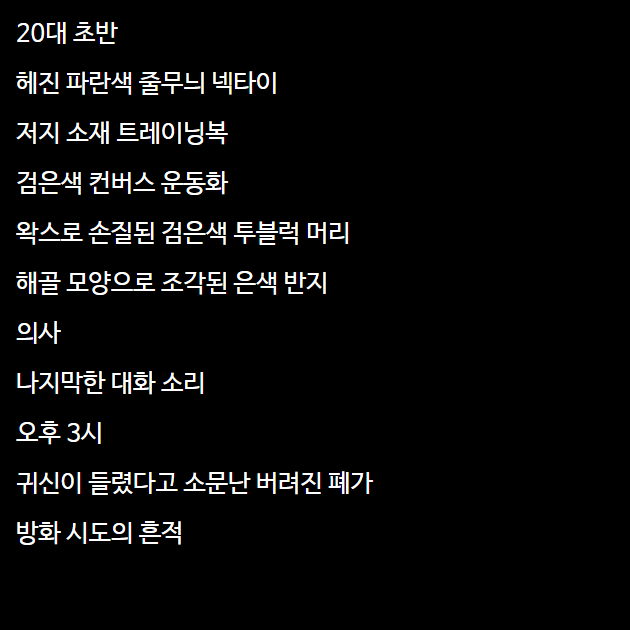 20대 초반
헤진 파란색 줄무늬 넥타이
저지 소재 트레이닝복
검은색 컨버스 운동화
왁스로 손질된 검은색 투블럭 머리
해골 모양으로 조각된 은색 반지
의사
나지막한 대화 소리
오후 3시
귀신이 들렸다고 소문난 버려진 폐가
방화 시도의 흔적